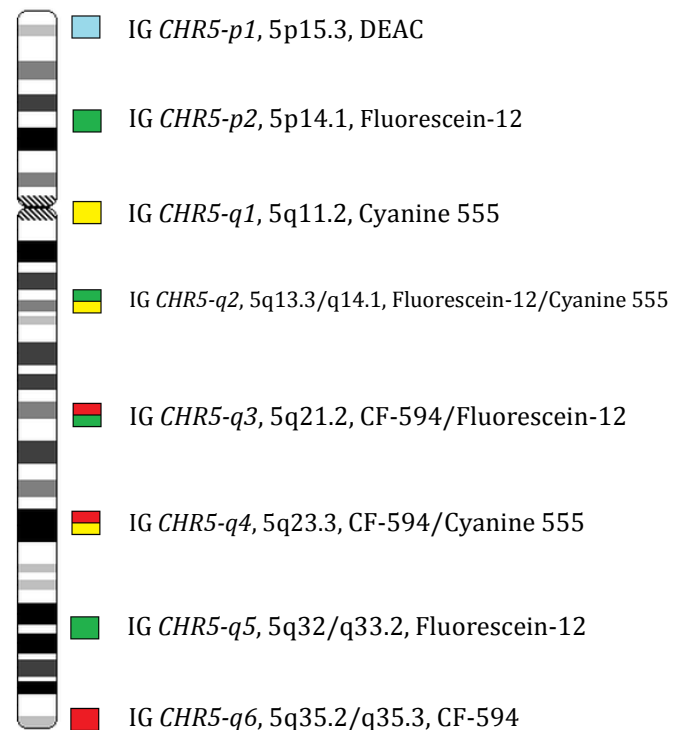 IG CHR5-p1, 5p15.3, DEAC
IG CHR5-p2, 5p14.1, Fluorescein-12
IG CHR5-q1, 5q11.2, Cyanine 555
IG CHR5-q2, 5q13.3/q14.1, Fluorescein-12/Cyanine 555
IG CHR5-q3, 5q21.2, CF-594/Fluorescein-12
IG CHR5-q4, 5q23.3, CF-594/Cyanine 555
IG CHR5-q5, 5q32/q33.2, Fluorescein-12
IG CHR5-q6, 5q35.2/q35.3, CF-594